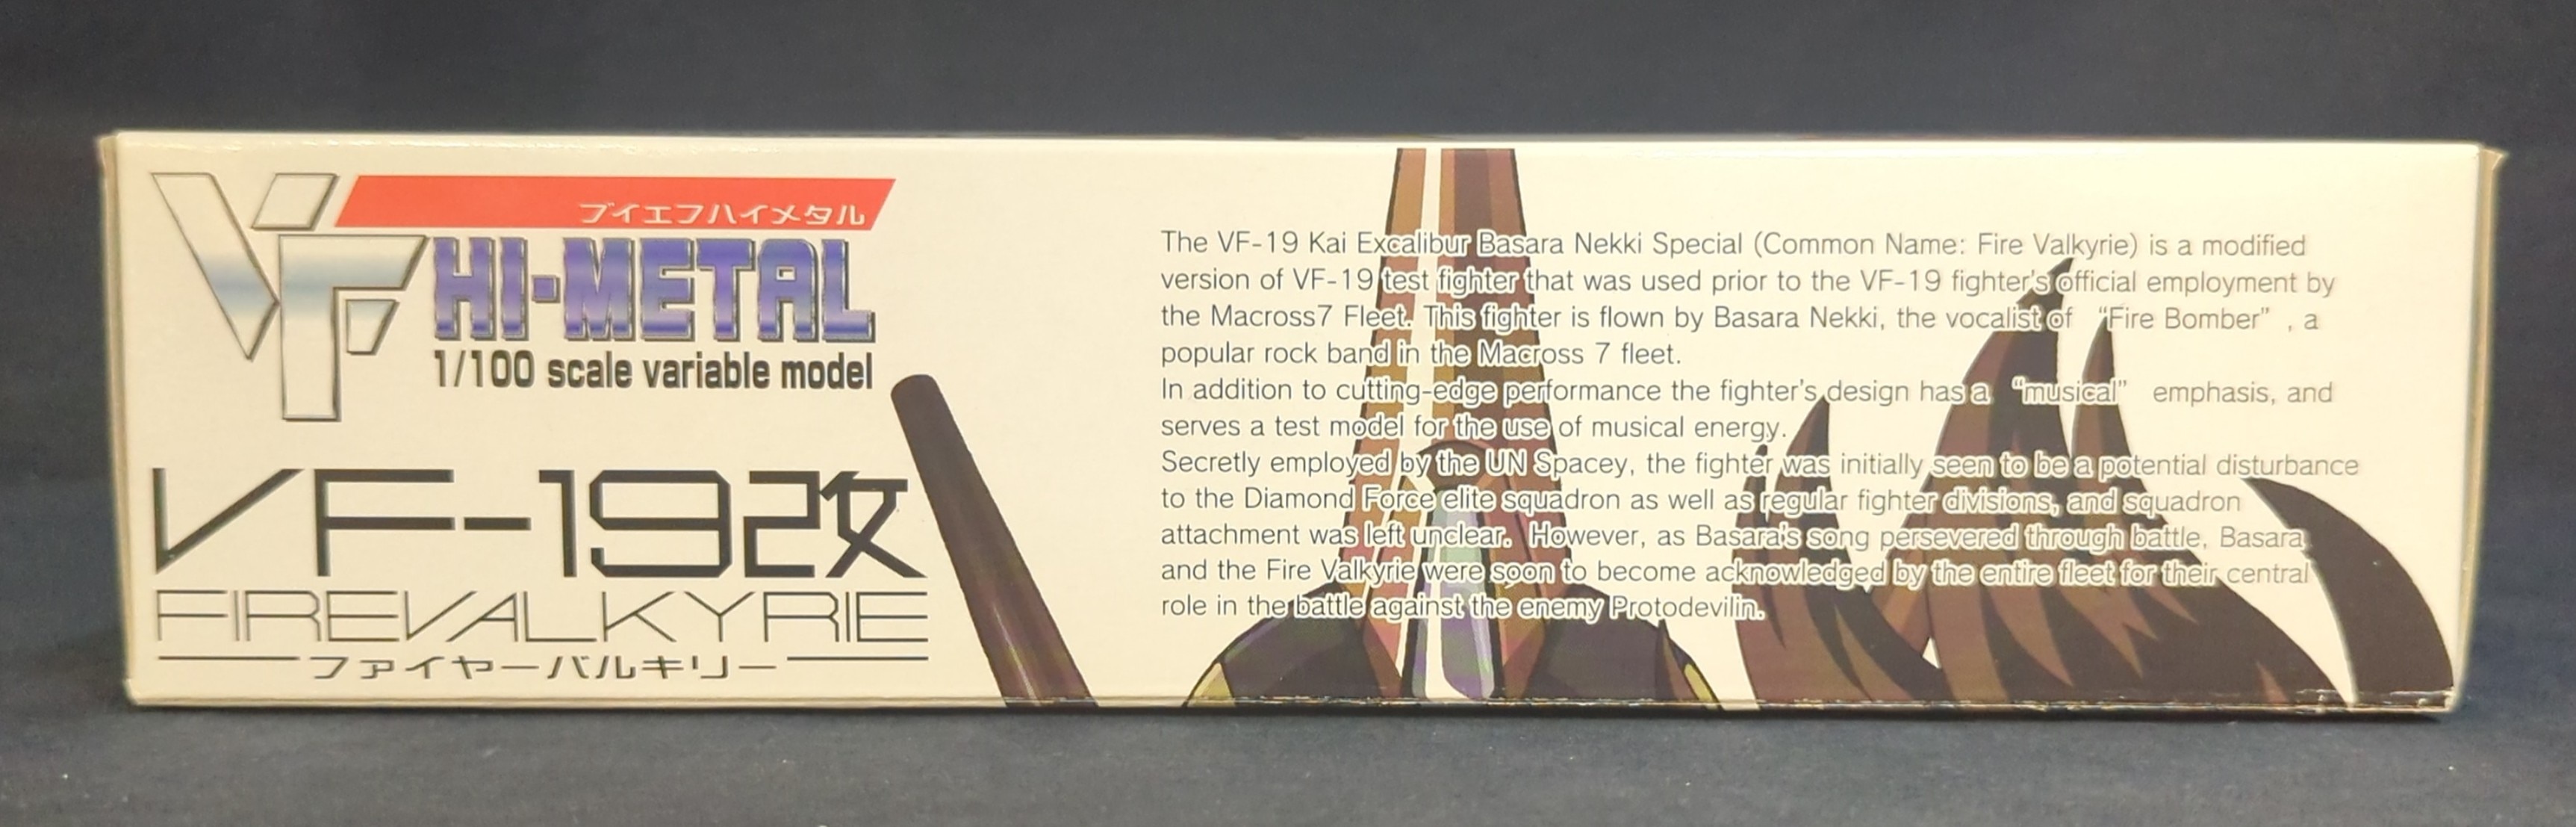 VF
ブイエフハイメタル
HI-METAL
1/100 scale variable model
VF-19改
FIREVALKYRIE
ファイヤーバルキリー
The VF-19 Kai Excalibur Basara Nekki Special (Common Name: Fire Valkyrie) is a modified
version of VF-19 test fighter that was used prior to the VF-19 fighter's official employment by
the Macross7 Fleet. This fighter is flown by Basara Nekki, the vocalist of “Fire Bomber” , a
popular rock band in the Macross 7 fleet.
In addition to cutting-edge performance the fighter's design has a “musical” emphasis, and
serves a test model for the use of musical energy.
Secretly employed by the UN Spacey, the fighter was initially seen to be a potential disturbance
to the Diamond Force elite squadron as well as regular fighter divisions, and squadron
attachment was left unclear. However, as Basara's song persevered through battle, Basara
and the Fire Valkyrie were soon to become acknowledged by the entire fleet for their central
role in the battle against the enemy Protodevilin.